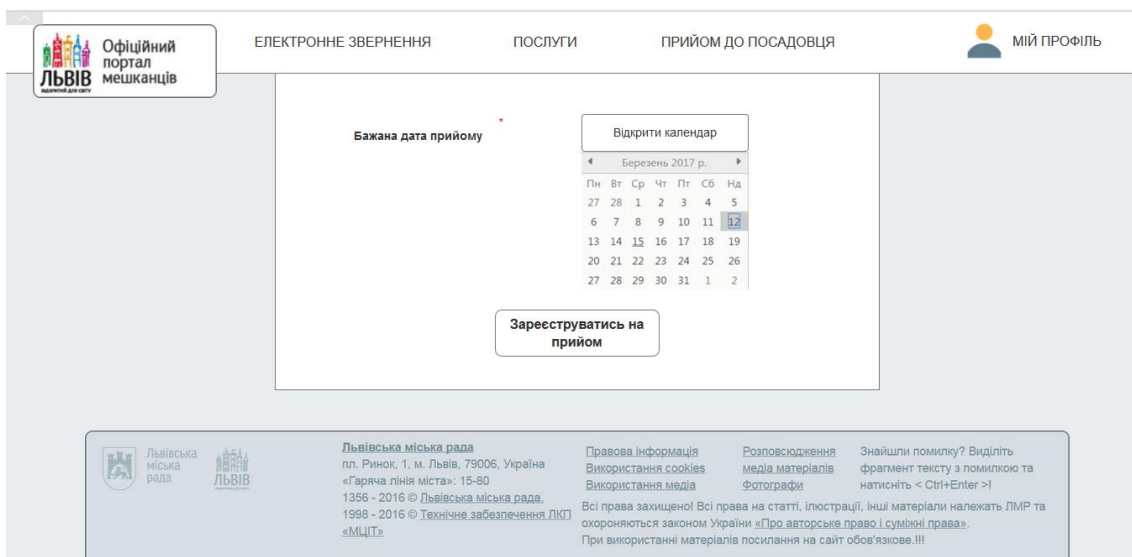 Офіційний
портал
мешканців
ЛЬВІВ
відкритий для світу
ЕЛЕКТРОННЕ ЗВЕРНЕННЯ ПОСЛУГИ ПРИЙОМ ДО ПОСАДОВЦЯ МІЙ ПРОФІЛЬ
Бажана дата прийому *
Відкрити календар
Березень 2017 р.
Пн Вт Ср Чт Пт Сб Нд
27 28 1 2 3 4 5
6 7 8 9 10 11 12
13 14 15 16 17 18 19
20 21 22 23 24 25 26
27 28 29 30 31 1 2
Зареєструватись на
прийом
Львівська
міська
рада
ЛЬВІВ
Львівська міська рада
пл. Ринок, 1, м. Львів, 79006, Україна
«Гаряча лінія міста»: 15-80
1356 - 2016 © Львівська міська рада.
1998 - 2016 © Технічне забезпечення ЛКП
«МЦІТ»
Правова інформація
Використання cookies
Використання медіа
Розповсюдження
медіа матеріалів
Фотографи
Знайшли помилку? Виділіть
фрагмент тексту з помилкою та
натисніть < Ctrl+Enter >!
Всі права захищено! Всі права на статті, ілюстрації, інші матеріали належать ЛМР та
охороняються законом України «Про авторське право і суміжні права».
При використанні матеріалів посилання на сайт обов'язкове.!!!